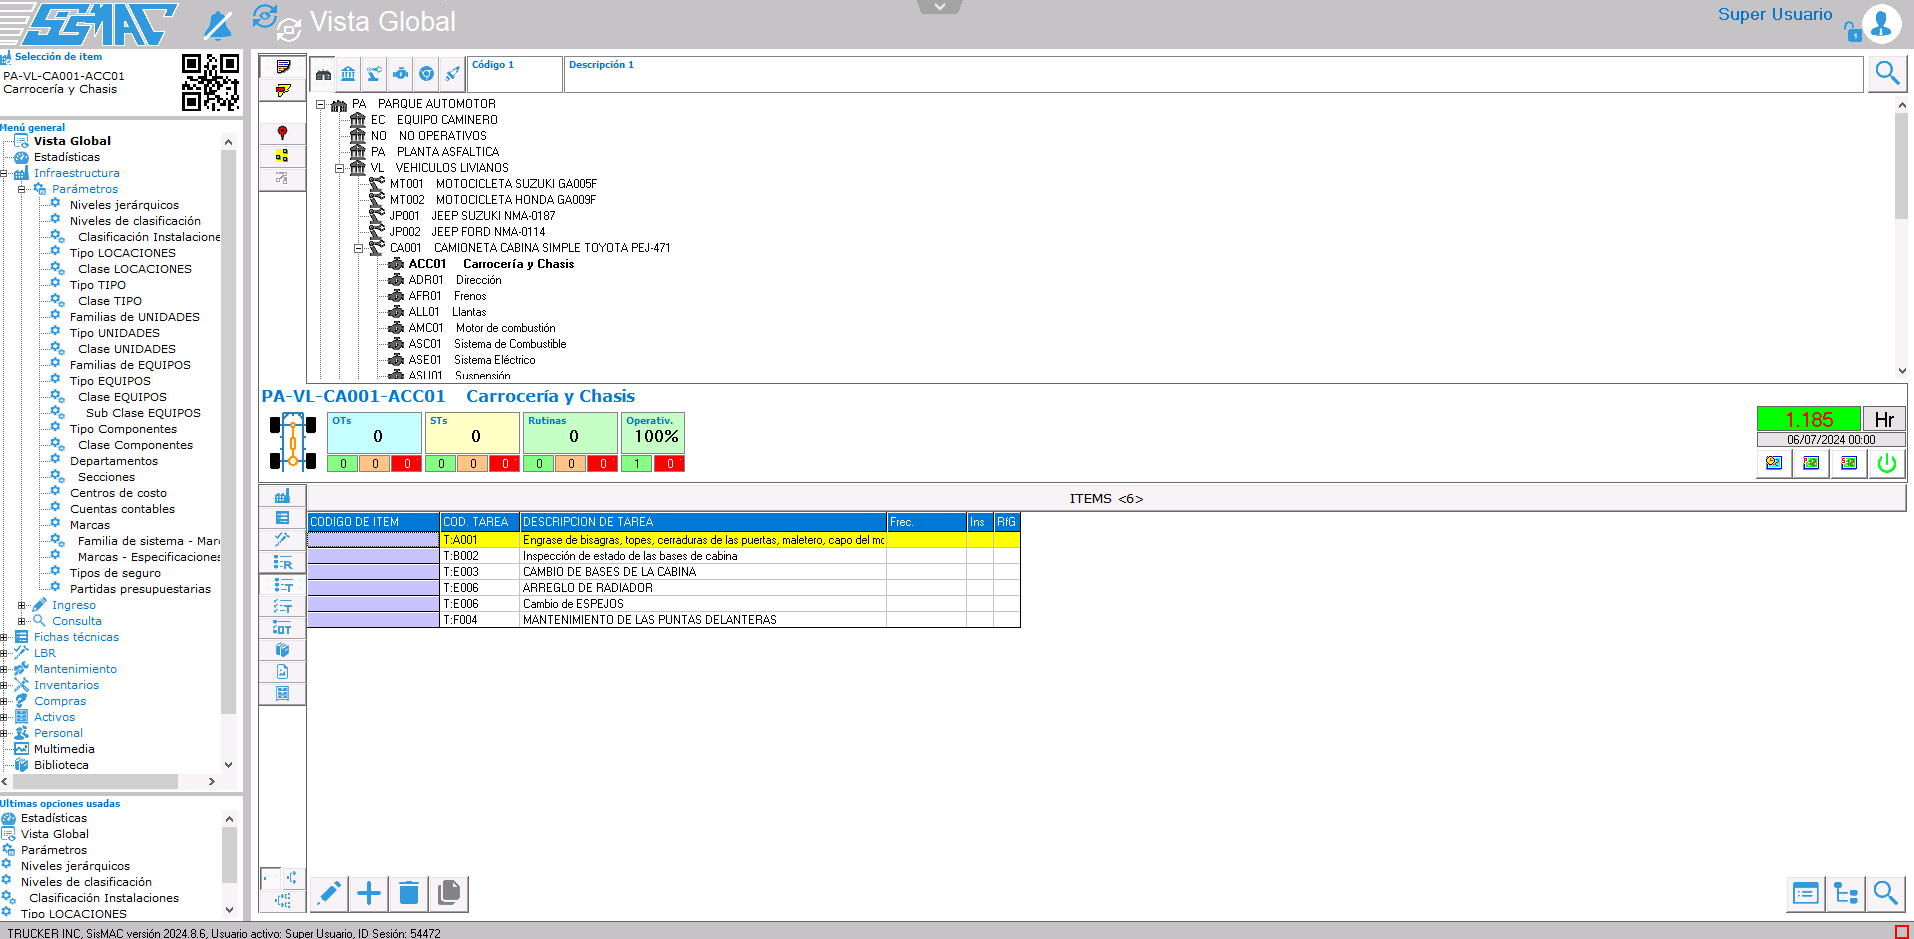 SisMAC
Vista Global
Super Usuario
Selección de item
PA-VL-CA001-ACC01
Carrocería y Chasis
Menú general
Vista Global
Estadísticas
Infraestructura
Parámetros
Niveles jerárquicos
Niveles de clasificación
Clasificación Instalacione
Tipo LOCACIONES
Clase LOCACIONES
Tipo TIPO
Clase TIPO
Familias de UNIDADES
Tipo UNIDADES
Clase UNIDADES
Familias de EQUIPOS
Tipo EQUIPOS
Clase EQUIPOS
Sub Clase EQUIPOS
Tipo Componentes
Clase Componentes
Departamentos
Secciones
Centros de costo
Cuentas contables
Marcas
Familia de sistema - Mar
Marcas - Especificaciones
Tipos de seguro
Partidas presupuestarias
Ingreso
Consulta
Fichas técnicas
LBR
Mantenimiento
Inventarios
Compras
Activos
Personal
Multimedia
Biblioteca
Ultimas opciones usadas
Estadísticas
Vista Global
Parámetros
Niveles jerárquicos
Niveles de clasificación
Clasificación Instalaciones
Tipo LOCACIONES
Código 1
Descripción 1
PA PARQUE AUTOMOTOR
EC EQUIPO CAMINERO
NO NO OPERATIVOS
PA PLANTA ASFALTICA
VL VEHICULOS LIVIANOS
MT001 MOTOCICLETA SUZUKI GA005F
MT002 MOTOCICLETA HONDA GA009F
JP001 JEEP SUZUKI NMA-0187
JP002 JEEP FORD NMA-0114
CA001 CAMIONETA CABINA SIMPLE TOYOTA PEJ-471
ACC01 Carrocería y Chasis
ADR01 Dirección
AFR01 Frenos
ALL01 Llantas
AMC01 Motor de combustión
ASC01 Sistema de Combustible
ASE01 Sistema Eléctrico
ASU01 Suspensión
PA-VL-CA001-ACC01 Carrocería y Chasis
OTs STs Rutinas Operativ.
0 0 0 100%
0 0 0 0 0 0 0 0 0 1 0
1.185 Hr
06/07/2024 00:00
ITEMS <6>
CODIGO DE ITEM COD. TAREA DESCRIPCION DE TAREA Frec. Ins RfG
T:A001 Engrase de bisagras, topes, cerraduras de las puertas, maletero, capo del mo
T:B002 Inspección de estado de las bases de cabina
T:E003 CAMBIO DE BASES DE LA CABINA
T:E006 ARREGLO DE RADIADOR
T:E006 Cambio de ESPEJOS
T:F004 MANTENIMIENTO DE LAS PUNTAS DELANTERAS
R
T
T
OT
TRUCKER INC, SisMAC versión 2024.8.6, Usuario activo: Super Usuario, ID Sesión: 54472